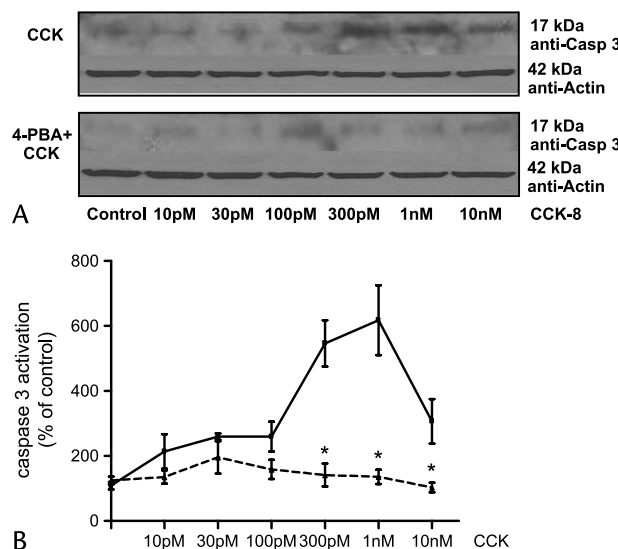 CCK
17 kDa
anti-Casp 3
42 kDa
anti-Actin
4-PBA+
CCK
17 kDa
anti-Casp 3
42 kDa
anti-Actin
A
Control 10pM 30pM 100pM 300pM 1nM 10nM CCK-8
caspase 3 activation
(% of control)
800
600
400
200
0
* * *
10pM 30pM 100pM 300pM 1nM 10nM CCK
B